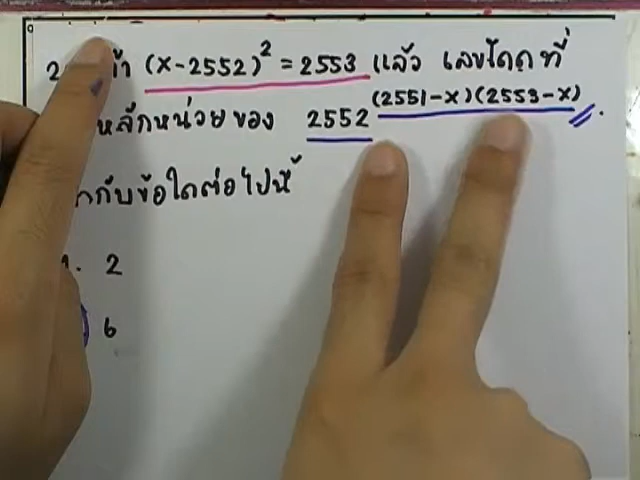 2 (x-2552)² = 2553 แล้ว เลขโดดที่
หลักหน่วยของ 2552^(2551-x)(2553-x)
กับข้อใดต่อไปนี้
2
6